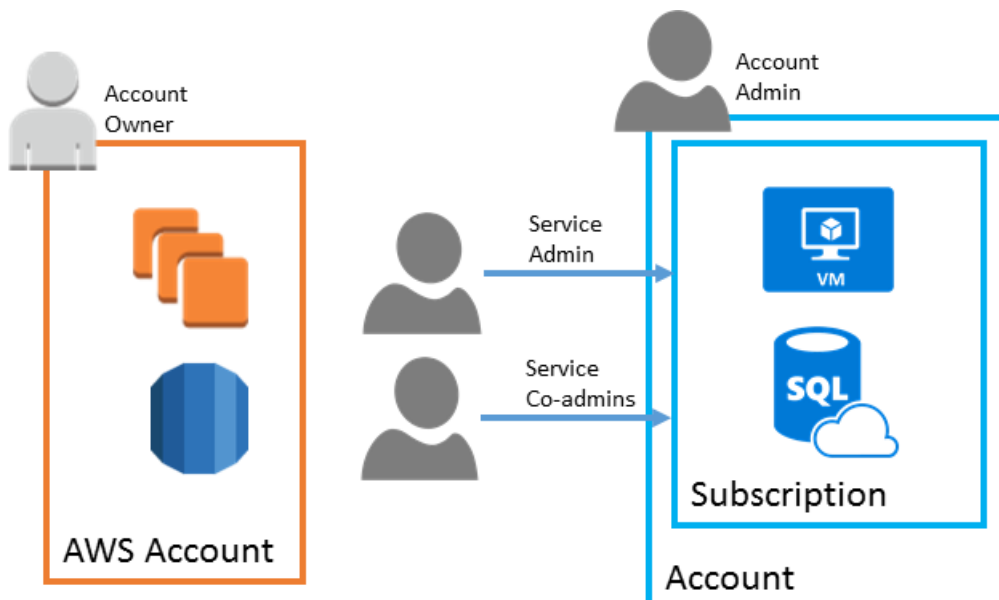 Account
Owner
AWS Account
Service
Admin
Service
Co-admins
Account
Admin
VM
SQL
Subscription
Account